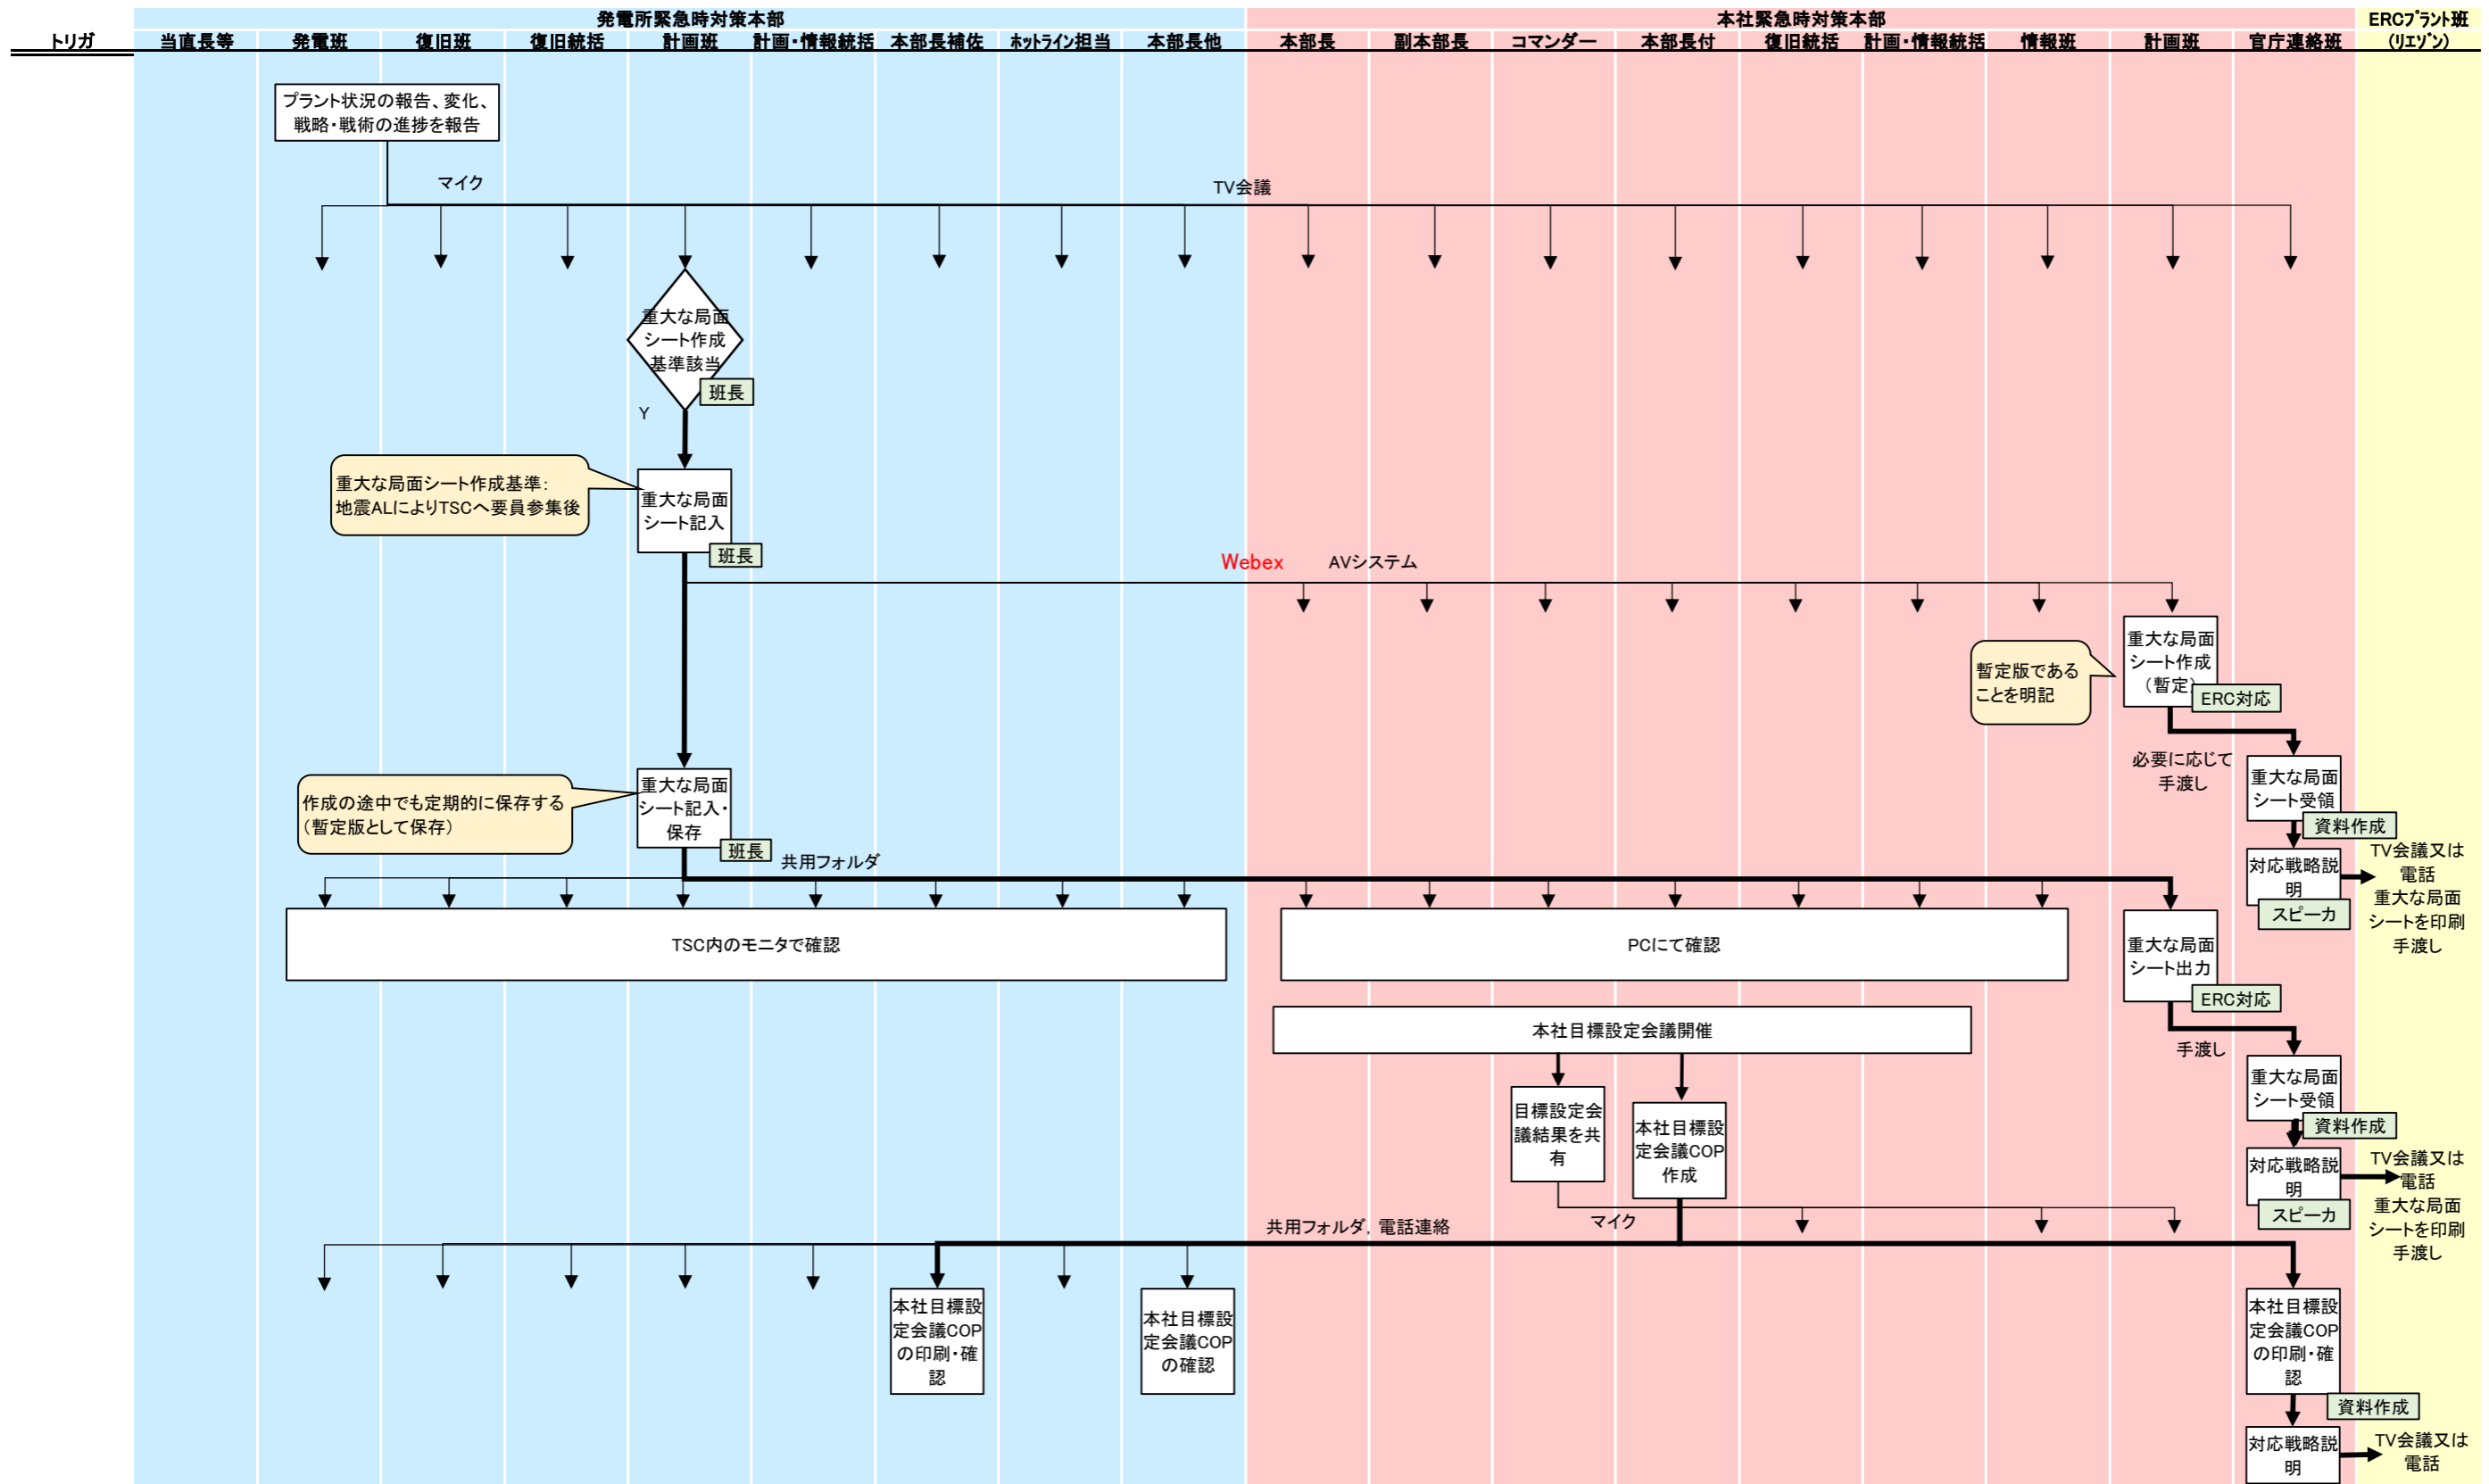 発電所緊急時対策本部
本社緊急時対策本部
ERCﾌﾟﾗﾝﾄ班
トリガ
当直長等
発電班
復旧班
復旧統括
計画班
計画・情報統括
本部長補佐
ﾎｯﾄﾗｲﾝ担当
本部長他
本部長
副本部長
コマンダー
本部長付
復旧統括
計画・情報統括
情報班
計画班
官庁連絡班
(ﾘｴｿﾞﾝ)
プラント状況の報告、変化、
戦略・戦術の進捗を報告
マイク
TV会議
重大な局面
シート作成
基準該当
班長
Y
重大な局面シート作成基準：
地震ALによりTSCへ要員参集後
重大な局面
シート記入
班長
Webex
AVシステム
重大な局面
シート作成
（暫定）
ERC対応
暫定版である
ことを明記
必要に応じて
手渡し
重大な局面
シート受領
資料作成
作成の途中でも定期的に保存する
（暫定版として保存）
重大な局面
シート記入・
保存
班長
共用フォルダ
対応戦略説
明
スピーカ
TV会議又は
電話
重大な局面
シートを印刷
手渡し
TSC内のモニタで確認
PCにて確認
重大な局面
シート出力
ERC対応
本社目標設定会議開催
手渡し
重大な局面
シート受領
資料作成
目標設定会
議結果を共
有
本社目標設
定会議COP
作成
対応戦略説
明
スピーカ
TV会議又は
電話
重大な局面
シートを印刷
手渡し
マイク
共用フォルダ，電話連絡
本社目標設
定会議COP
の印刷・確
認
本社目標設
定会議COP
の確認
本社目標設
定会議COP
の印刷・確
認
資料作成
対応戦略説
明
TV会議又は
電話